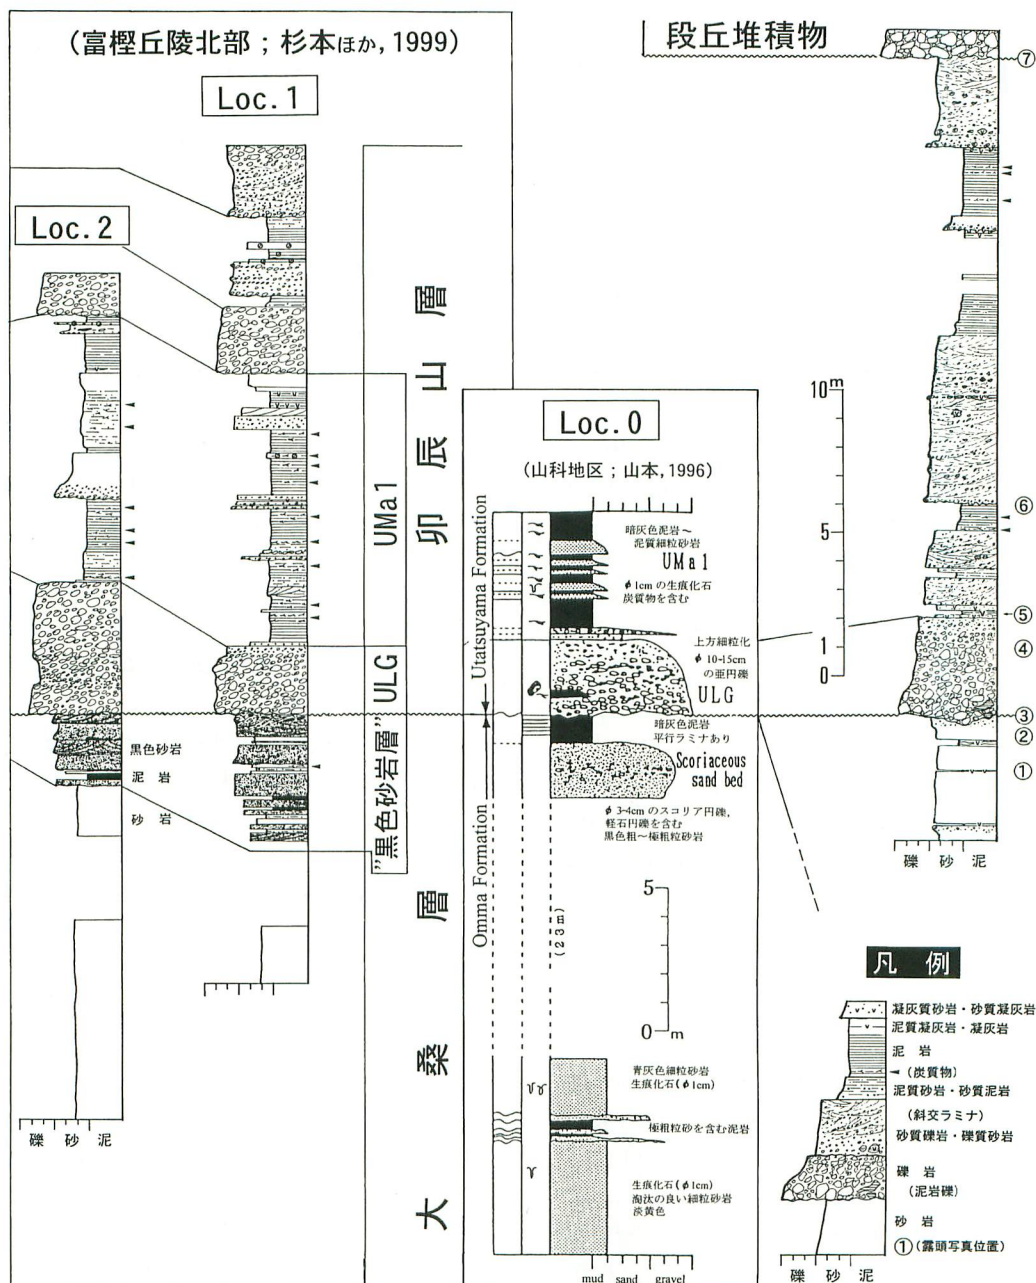 (富樫丘陵北部；杉本ほか, 1999)
Loc.1
Loc.2
黒色砂岩
泥岩
砂岩
礫 砂 泥
UMa1
ULG
"黒色砂岩層"
卯辰山層
大桑層
Utatsuyama Formation
Omma Formation
Loc.0
(山科地区；山本, 1996)
暗灰色泥岩～
泥質細粒砂岩
UMa1
φ1cmの生痕化石
炭質物を含む
上方細粒化
φ10-15cm
の亜円礫
ULG
暗灰色泥岩
平行ラミナあり
Scoriaceous
sand bed
φ3-4cmのスコリア円礫,
軽石円礫を含む
黒色粗～極粗粒砂岩
(23m)
5
0 m
青灰色細粒砂岩
生痕化石(φ1cm)
極粗粒砂を含む泥岩
生痕化石(φ1cm)
淘汰の良い細粒砂岩
淡黄色
mud sand gravel
段丘堆積物
⑦
10m
5
1
0
⑥
⑤
④
③
②
①
礫 砂 泥
凡例
凝灰質砂岩・砂質凝灰岩
泥質凝灰岩・凝灰岩
泥岩
(炭質物)
泥質砂岩・砂質泥岩
(斜交ラミナ)
砂質礫岩・礫質砂岩
礫岩
(泥岩礫)
砂岩
①(露頭写真位置)
礫 砂 泥